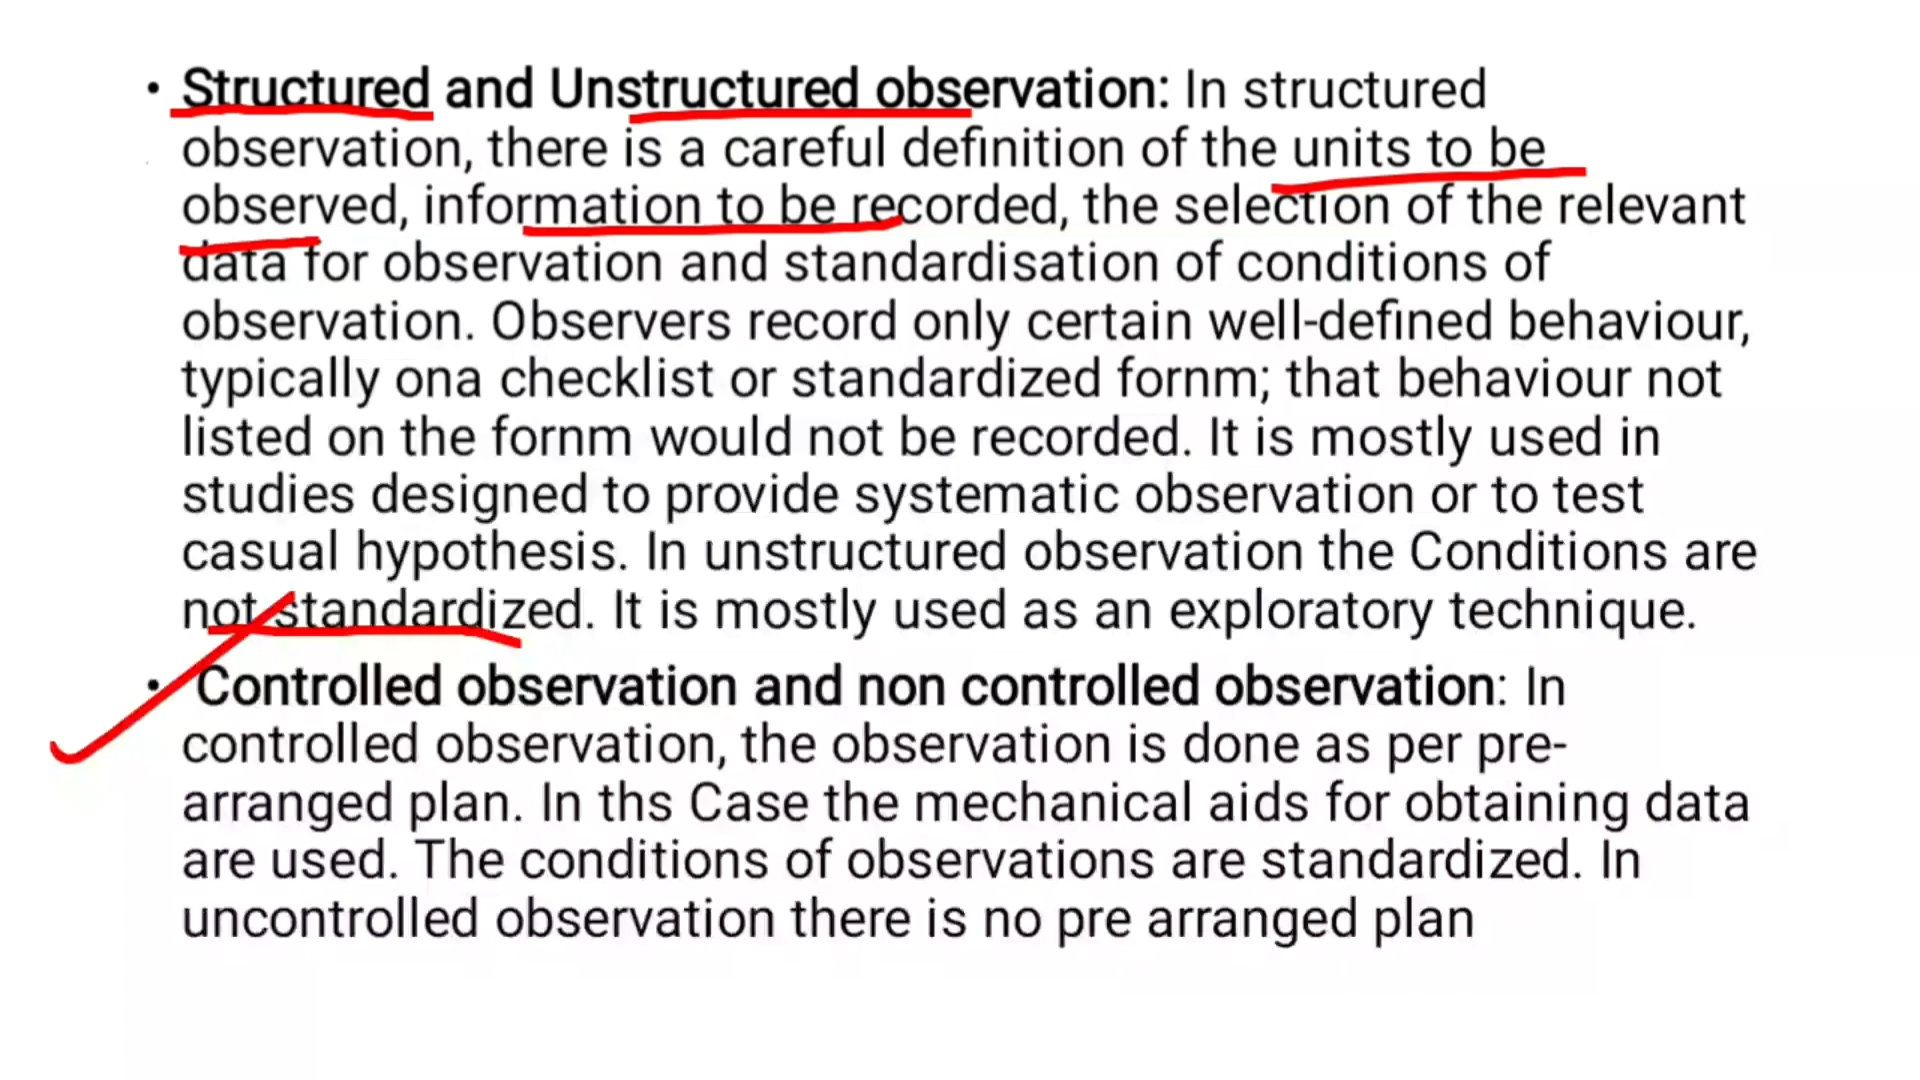 • Structured and Unstructured observation: In structured
observation, there is a careful definition of the units to be
observed, information to be recorded, the selection of the relevant
data for observation and standardisation of conditions of
observation. Observers record only certain well-defined behaviour,
typically ona checklist or standardized fornm; that behaviour not
listed on the fornm would not be recorded. It is mostly used in
studies designed to provide systematic observation or to test
casual hypothesis. In unstructured observation the Conditions are
not standardized. It is mostly used as an exploratory technique.
• Controlled observation and non controlled observation: In
controlled observation, the observation is done as per pre-
arranged plan. In ths Case the mechanical aids for obtaining data
are used. The conditions of observations are standardized. In
uncontrolled observation there is no pre arranged plan